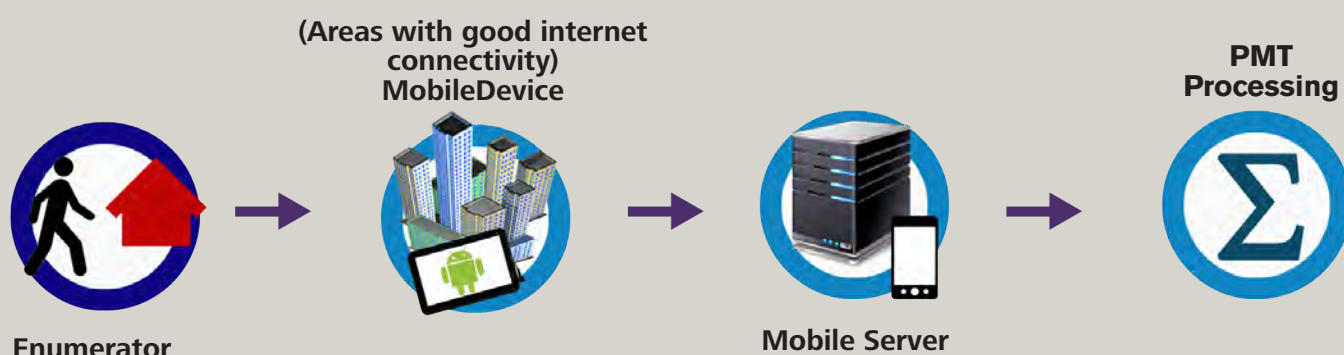 (Areas with good internet
connectivity)
MobileDevice
PMT
Processing
Enumerator
Mobile Server